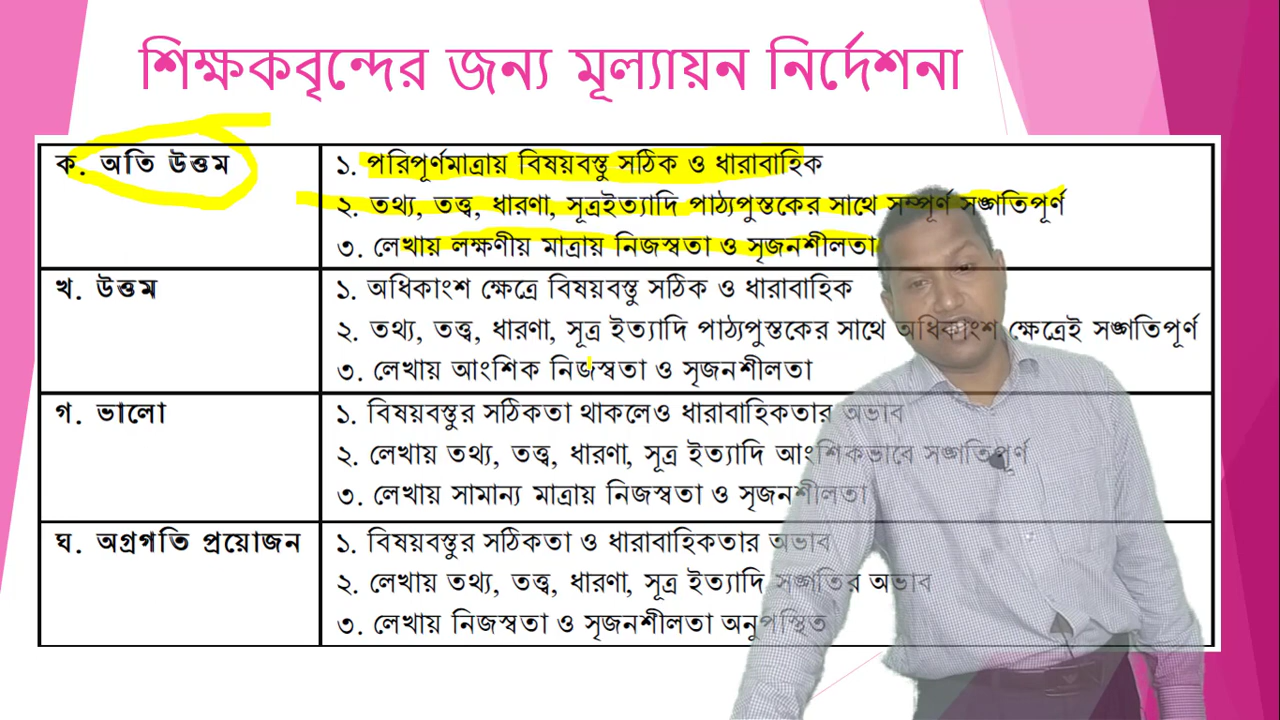 শিক্ষকবৃন্দের জন্য মূল্যায়ন নির্দেশনা
ক. অতি উত্তম
১. পরিপূর্ণমাত্রায় বিষয়বস্তু সঠিক ও ধারাবাহিক
২. তথ্য, তত্ত্ব, ধারণা, সূত্রইত্যাদি পাঠ্যপুস্তকের সাথে সম্পূর্ণ সঙ্গতিপূর্ণ
৩. লেখায় লক্ষণীয় মাত্রায় নিজস্বতা ও সৃজনশীলতা
খ. উত্তম
১. অধিকাংশ ক্ষেত্রে বিষয়বস্তু সঠিক ও ধারাবাহিক
২. তথ্য, তত্ত্ব, ধারণা, সূত্র ইত্যাদি পাঠ্যপুস্তকের সাথে অধিকাংশ ক্ষেত্রেই সঙ্গতিপূর্ণ
৩. লেখায় আংশিক নিজস্বতা ও সৃজনশীলতা
গ. ভালো
১. বিষয়বস্তুর সঠিকতা থাকলেও ধারাবাহিকতার অভাব
২. লেখায় তথ্য, তত্ত্ব, ধারণা, সূত্র ইত্যাদি আংশিকভাবে সঙ্গতিপূর্ণ
৩. লেখায় সামান্য মাত্রায় নিজস্বতা ও সৃজনশীলতা
ঘ. অগ্রগতি প্রয়োজন
১. বিষয়বস্তুর সঠিকতা ও ধারাবাহিকতার অভাব
২. লেখায় তথ্য, তত্ত্ব, ধারণা, সূত্র ইত্যাদি সঙ্গতির অভাব
৩. লেখায় নিজস্বতা ও সৃজনশীলতা অনুপস্থিত